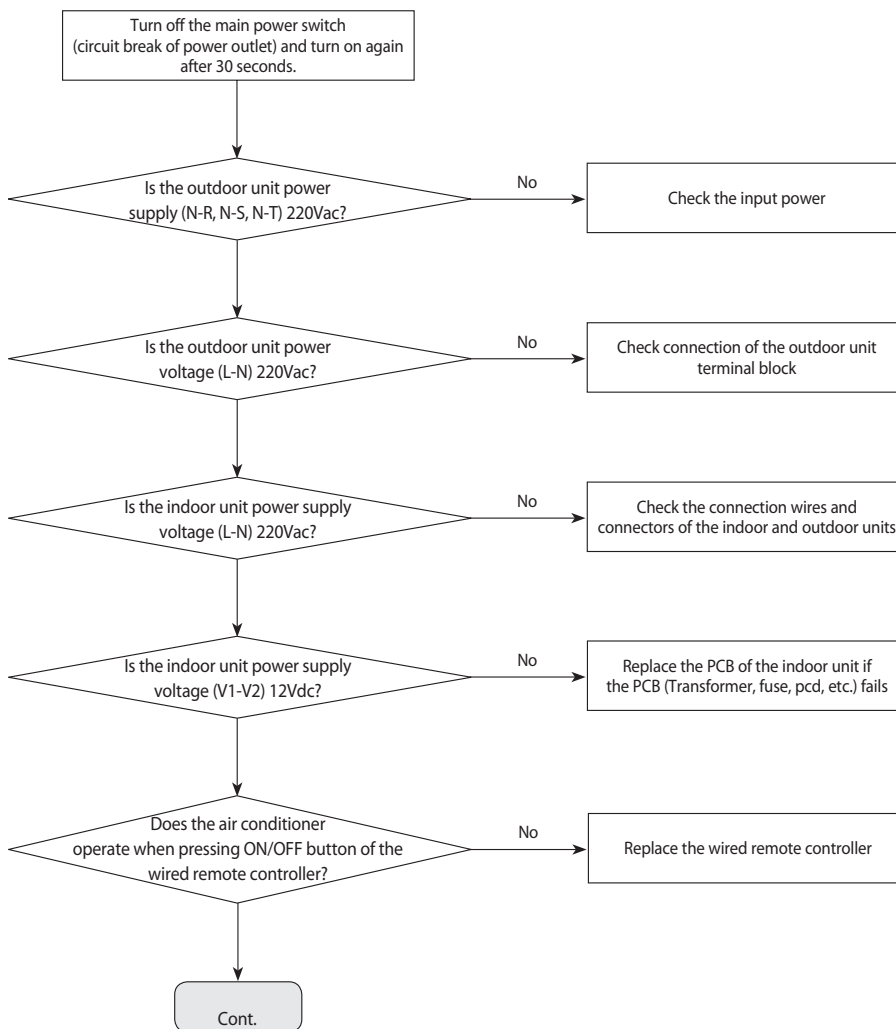 Turn off the main power switch
(circuit break of power outlet) and turn on again
after 30 seconds.
Is the outdoor unit power
supply (N-R, N-S, N-T) 220Vac?
No
Check the input power
Is the outdoor unit power
voltage (L-N) 220Vac?
No
Check connection of the outdoor unit
terminal block
Is the indoor unit power supply
voltage (L-N) 220Vac?
No
Check the connection wires and
connectors of the indoor and outdoor units
Is the indoor unit power supply
voltage (V1-V2) 12Vdc?
No
Replace the PCB of the indoor unit if
the PCB (Transformer, fuse, pcd, etc.) fails
Does the air conditioner
operate when pressing ON/OFF button of the
wired remote controller?
No
Replace the wired remote controller
Cont.